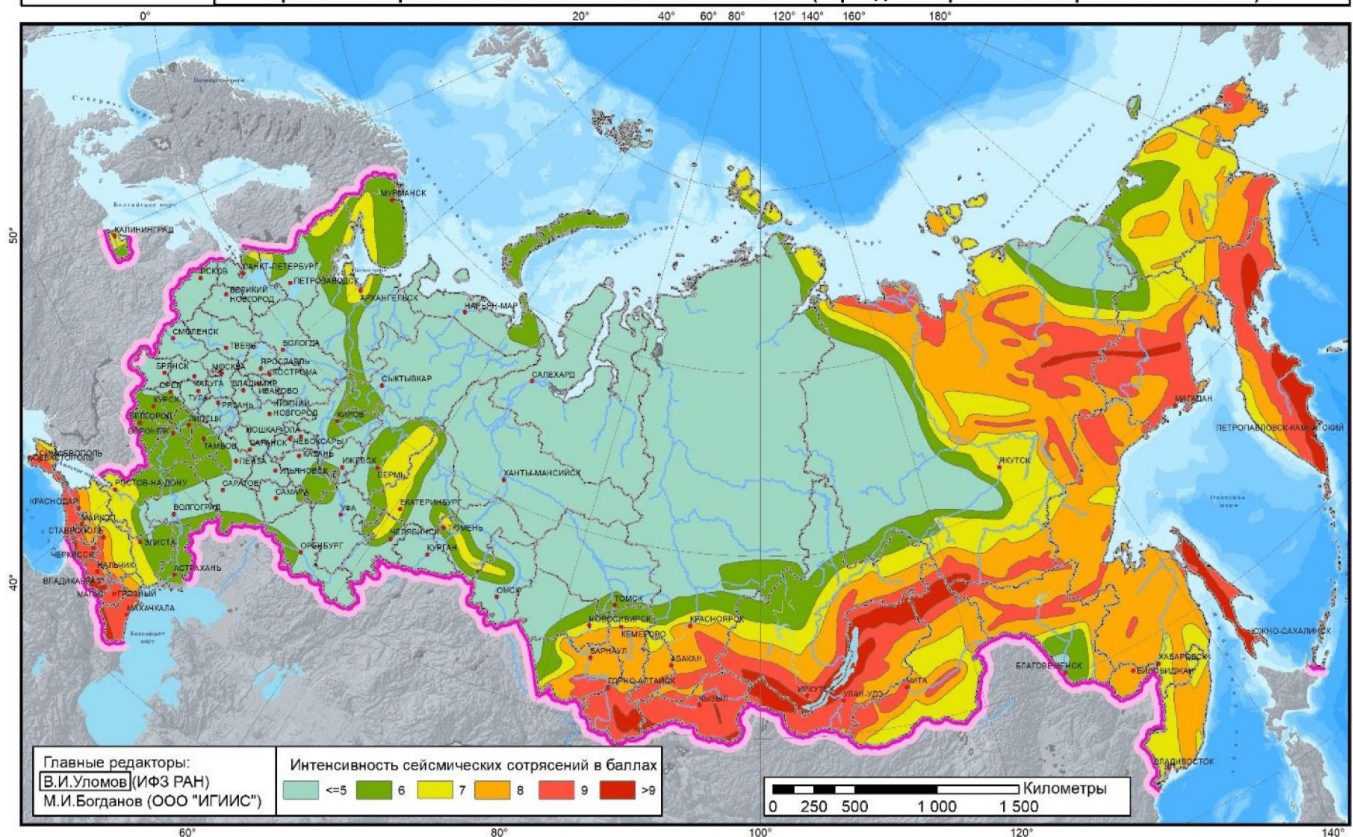 0° 20° 40° 60° 80° 120° 140° 160° 180°
50°
40°
МУРМАНСК
КАЛИНИНГРАД
ПСКОВ
САНКТ-ПЕТЕРБУРГ
ПЕТРОЗАВОДСК
ВЕЛИКИЙ
НОВГОРОД
АРХАНГЕЛЬСК
НАРЬЯН-МАР
СМОЛЕНСК
ТВЕРЬ
ВОЛОГДА
ЯРОСЛАВЛЬ
КОСТРОМА
БРЯНСК
МОСКВА
КАЛУГА
ВЛАДИМИР
ИВАНОВО
СЫКТЫВКАР
САЛЕХАРД
ОРЕЛ
ТУЛА
РЯЗАНЬ
НИЖНИЙ
НОВГОРОД
КУРСК
БЕЛГОРОД
ЛИПЕЦК
ВОРОНЕЖ
ТАМБОВ
ЙОШКАР-ОЛА
КИРОВ
САРАНСК
ЧЕБОКСАРЫ
КАЗАНЬ
ПЕНЗА
УЛЬЯНОВСК
ИЖЕВСК
ПЕРМЬ
ХАНТЫ-МАНСИЙСК
САРАТОВ
САМАРА
УФА
ЕКАТЕРИНБУРГ
ЧЕЛЯБИНСК
ТЮМЕНЬ
КУРГАН
ОРЕНБУРГ
СИМФЕРОПОЛЬ
СЕВАСТОПОЛЬ
РОСТОВ-НА-ДОНУ
ВОЛГОГРАД
КРАСНОДАР
МАЙКОП
СТАВРОПОЛЬ
ЭЛИСТА
ЧЕРКЕССК
АСТРАХАНЬ
НАЛЬЧИК
ВЛАДИКАВКАЗ
МАГАС
ГРОЗНЫЙ
МАХАЧКАЛА
ОМСК
ТОМСК
НОВОСИБИРСК
КЕМЕРОВО
КРАСНОЯРСК
БАРНАУЛ
АБАКАН
ГОРНО-АЛТАЙСК
КЫЗЫЛ
ИРКУТСК
УЛАН-УДЭ
ЧИТА
ЯКУТСК
МАГАДАН
ПЕТРОПАВЛОВСК-КАМЧАТСКИЙ
БЛАГОВЕЩЕНСК
БИРОБИДЖАН
ХАБАРОВСК
ЮЖНО-САХАЛИНСК
ВЛАДИВОСТОК
Главные редакторы:
В.И.Уломов (ИФЗ РАН)
М.И.Богданов (ООО "ИГИИС")
Интенсивность сейсмических сотрясений в баллах
<=5 6 7 8 9 >9
Километры
0 250 500 1 000 1 500
60° 80° 100° 120° 140°